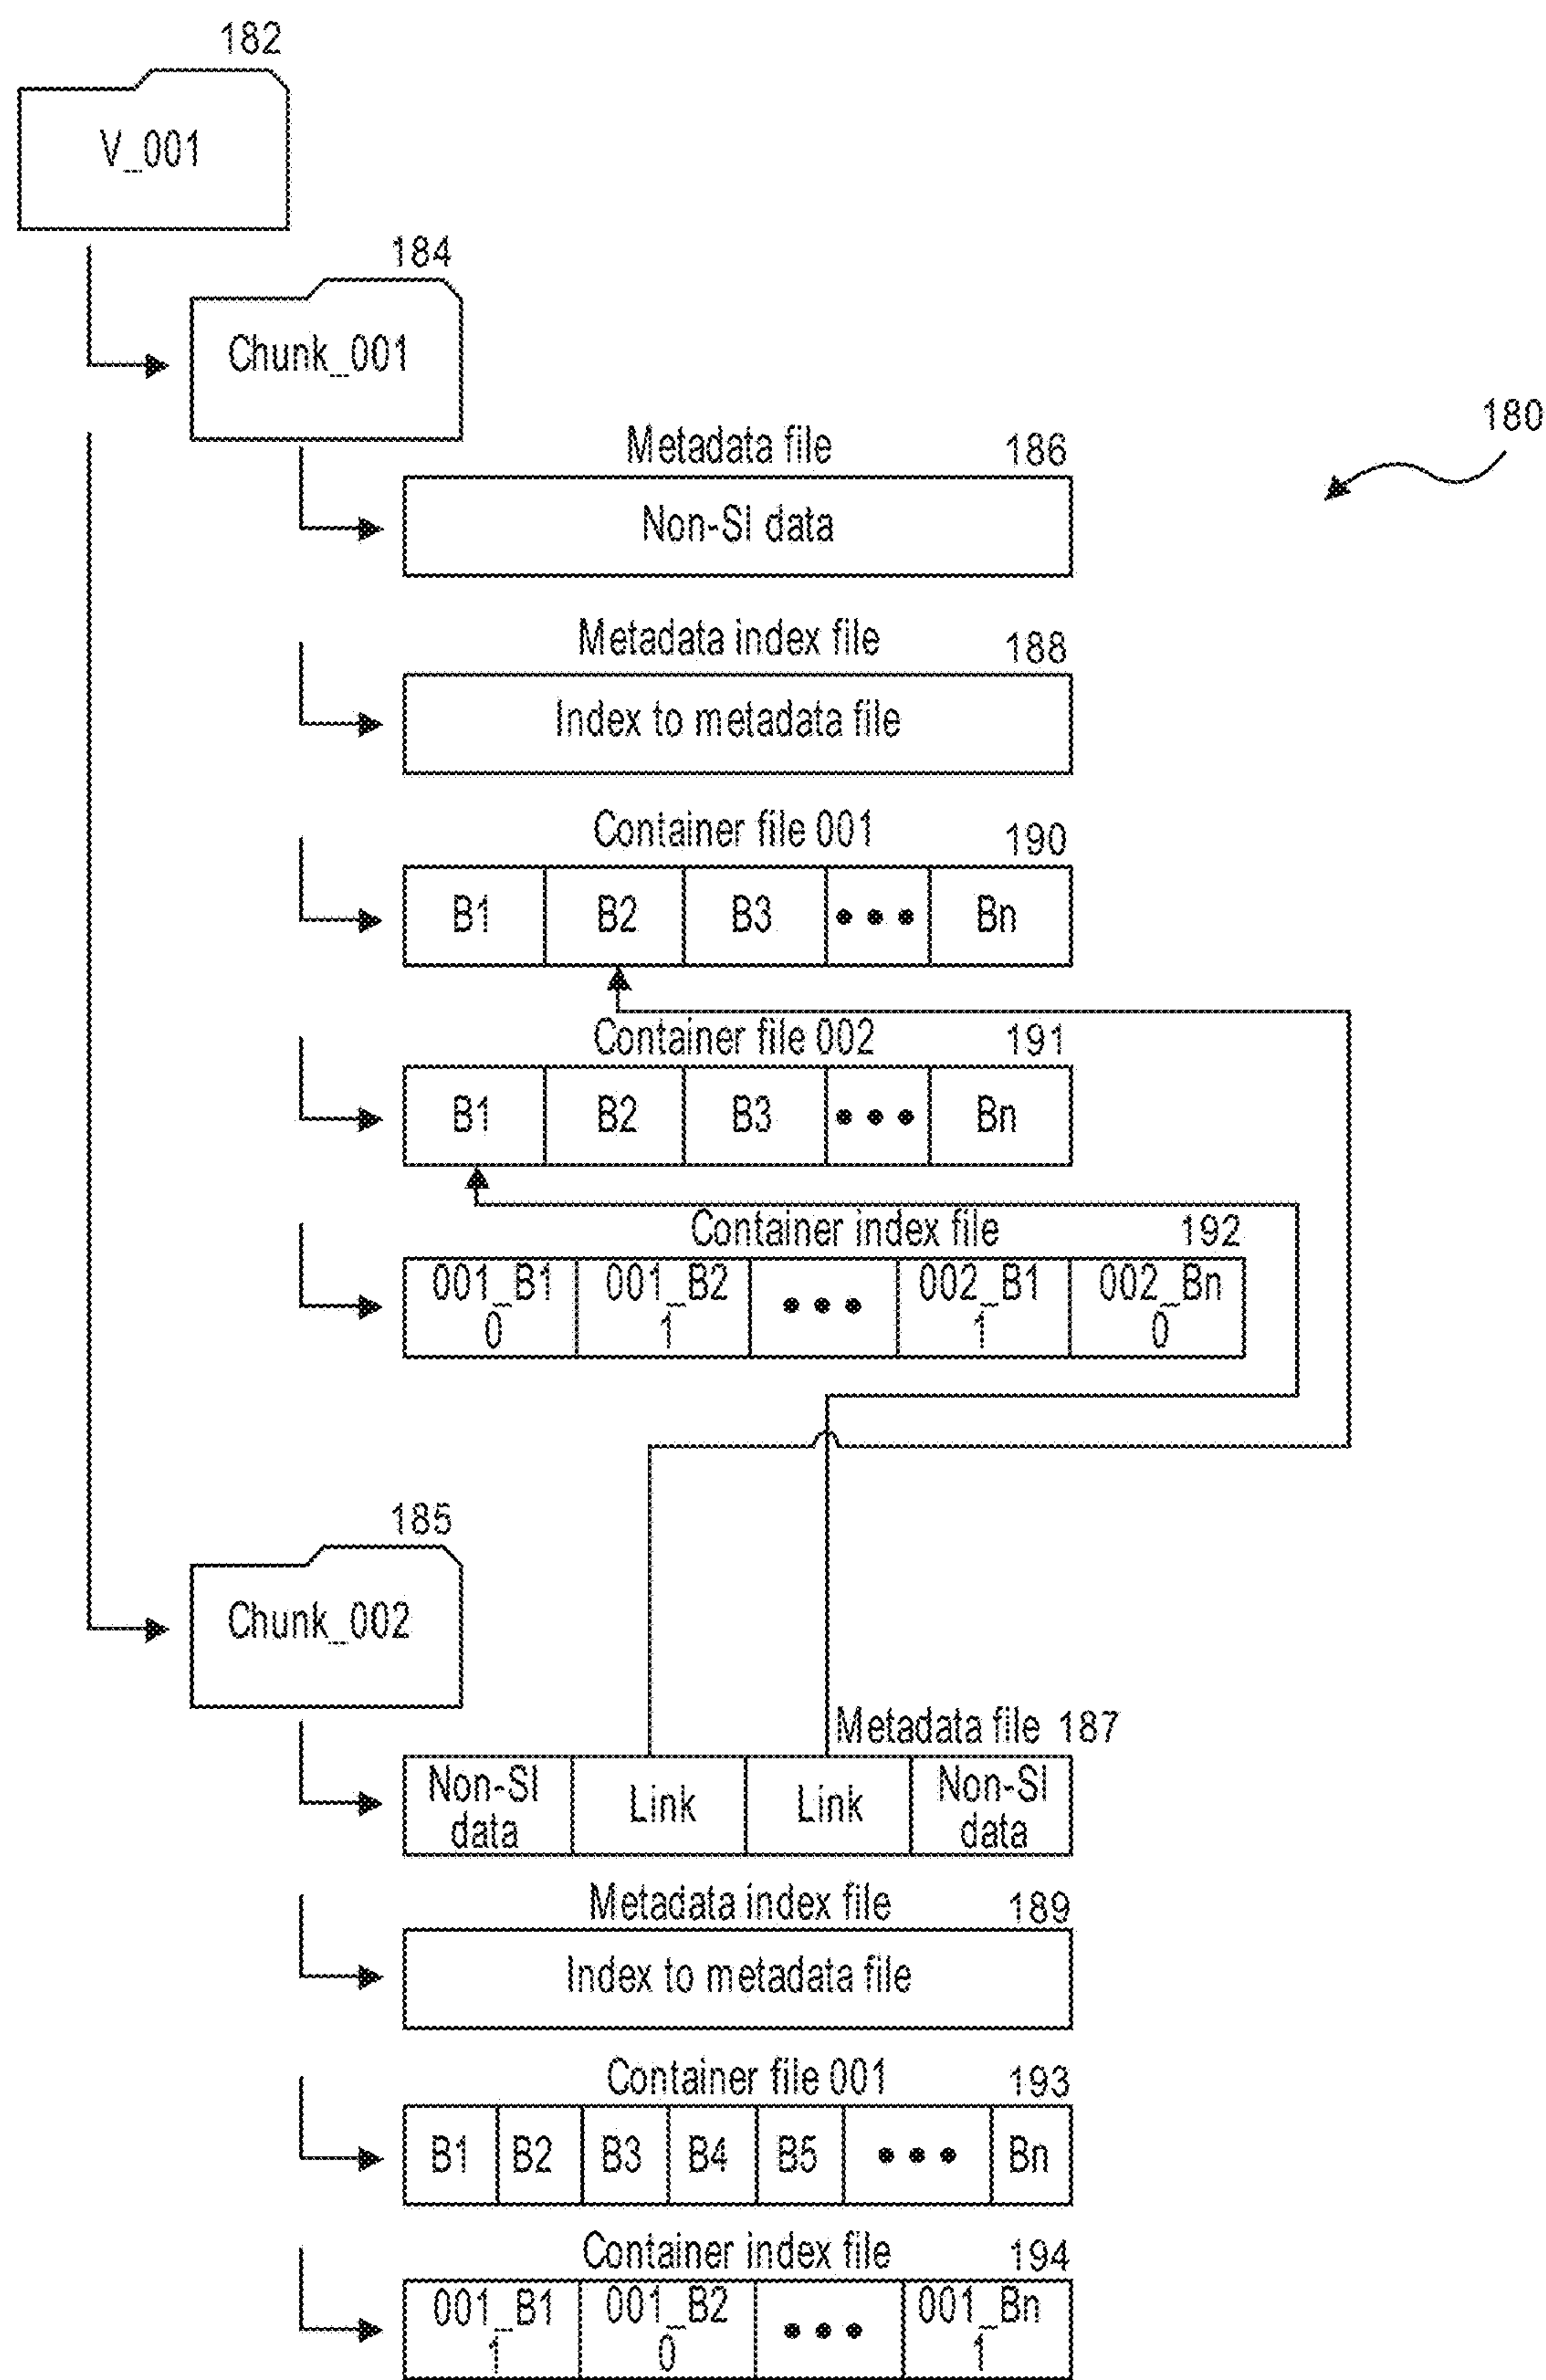 182
V_001
184
Chunk_001
180
Metadata file 186
Non-SI data
Metadata index file 188
Index to metadata file
Container file 001 190
B1 B2 B3 ••• Bn
Container file 002 191
B1 B2 B3 ••• Bn
Container index file 192
001_B1 001_B2 ••• 002_B1 002_Bn
0 1 1 0
185
Chunk_002
Metadata file 187
Non-SI Link Link Non-SI
data data
Metadata index file 189
Index to metadata file
Container file 001 193
B1 B2 B3 B4 B5 ••• Bn
Container index file 194
001_B1 001_B2 ••• 001_Bn
1 0 1